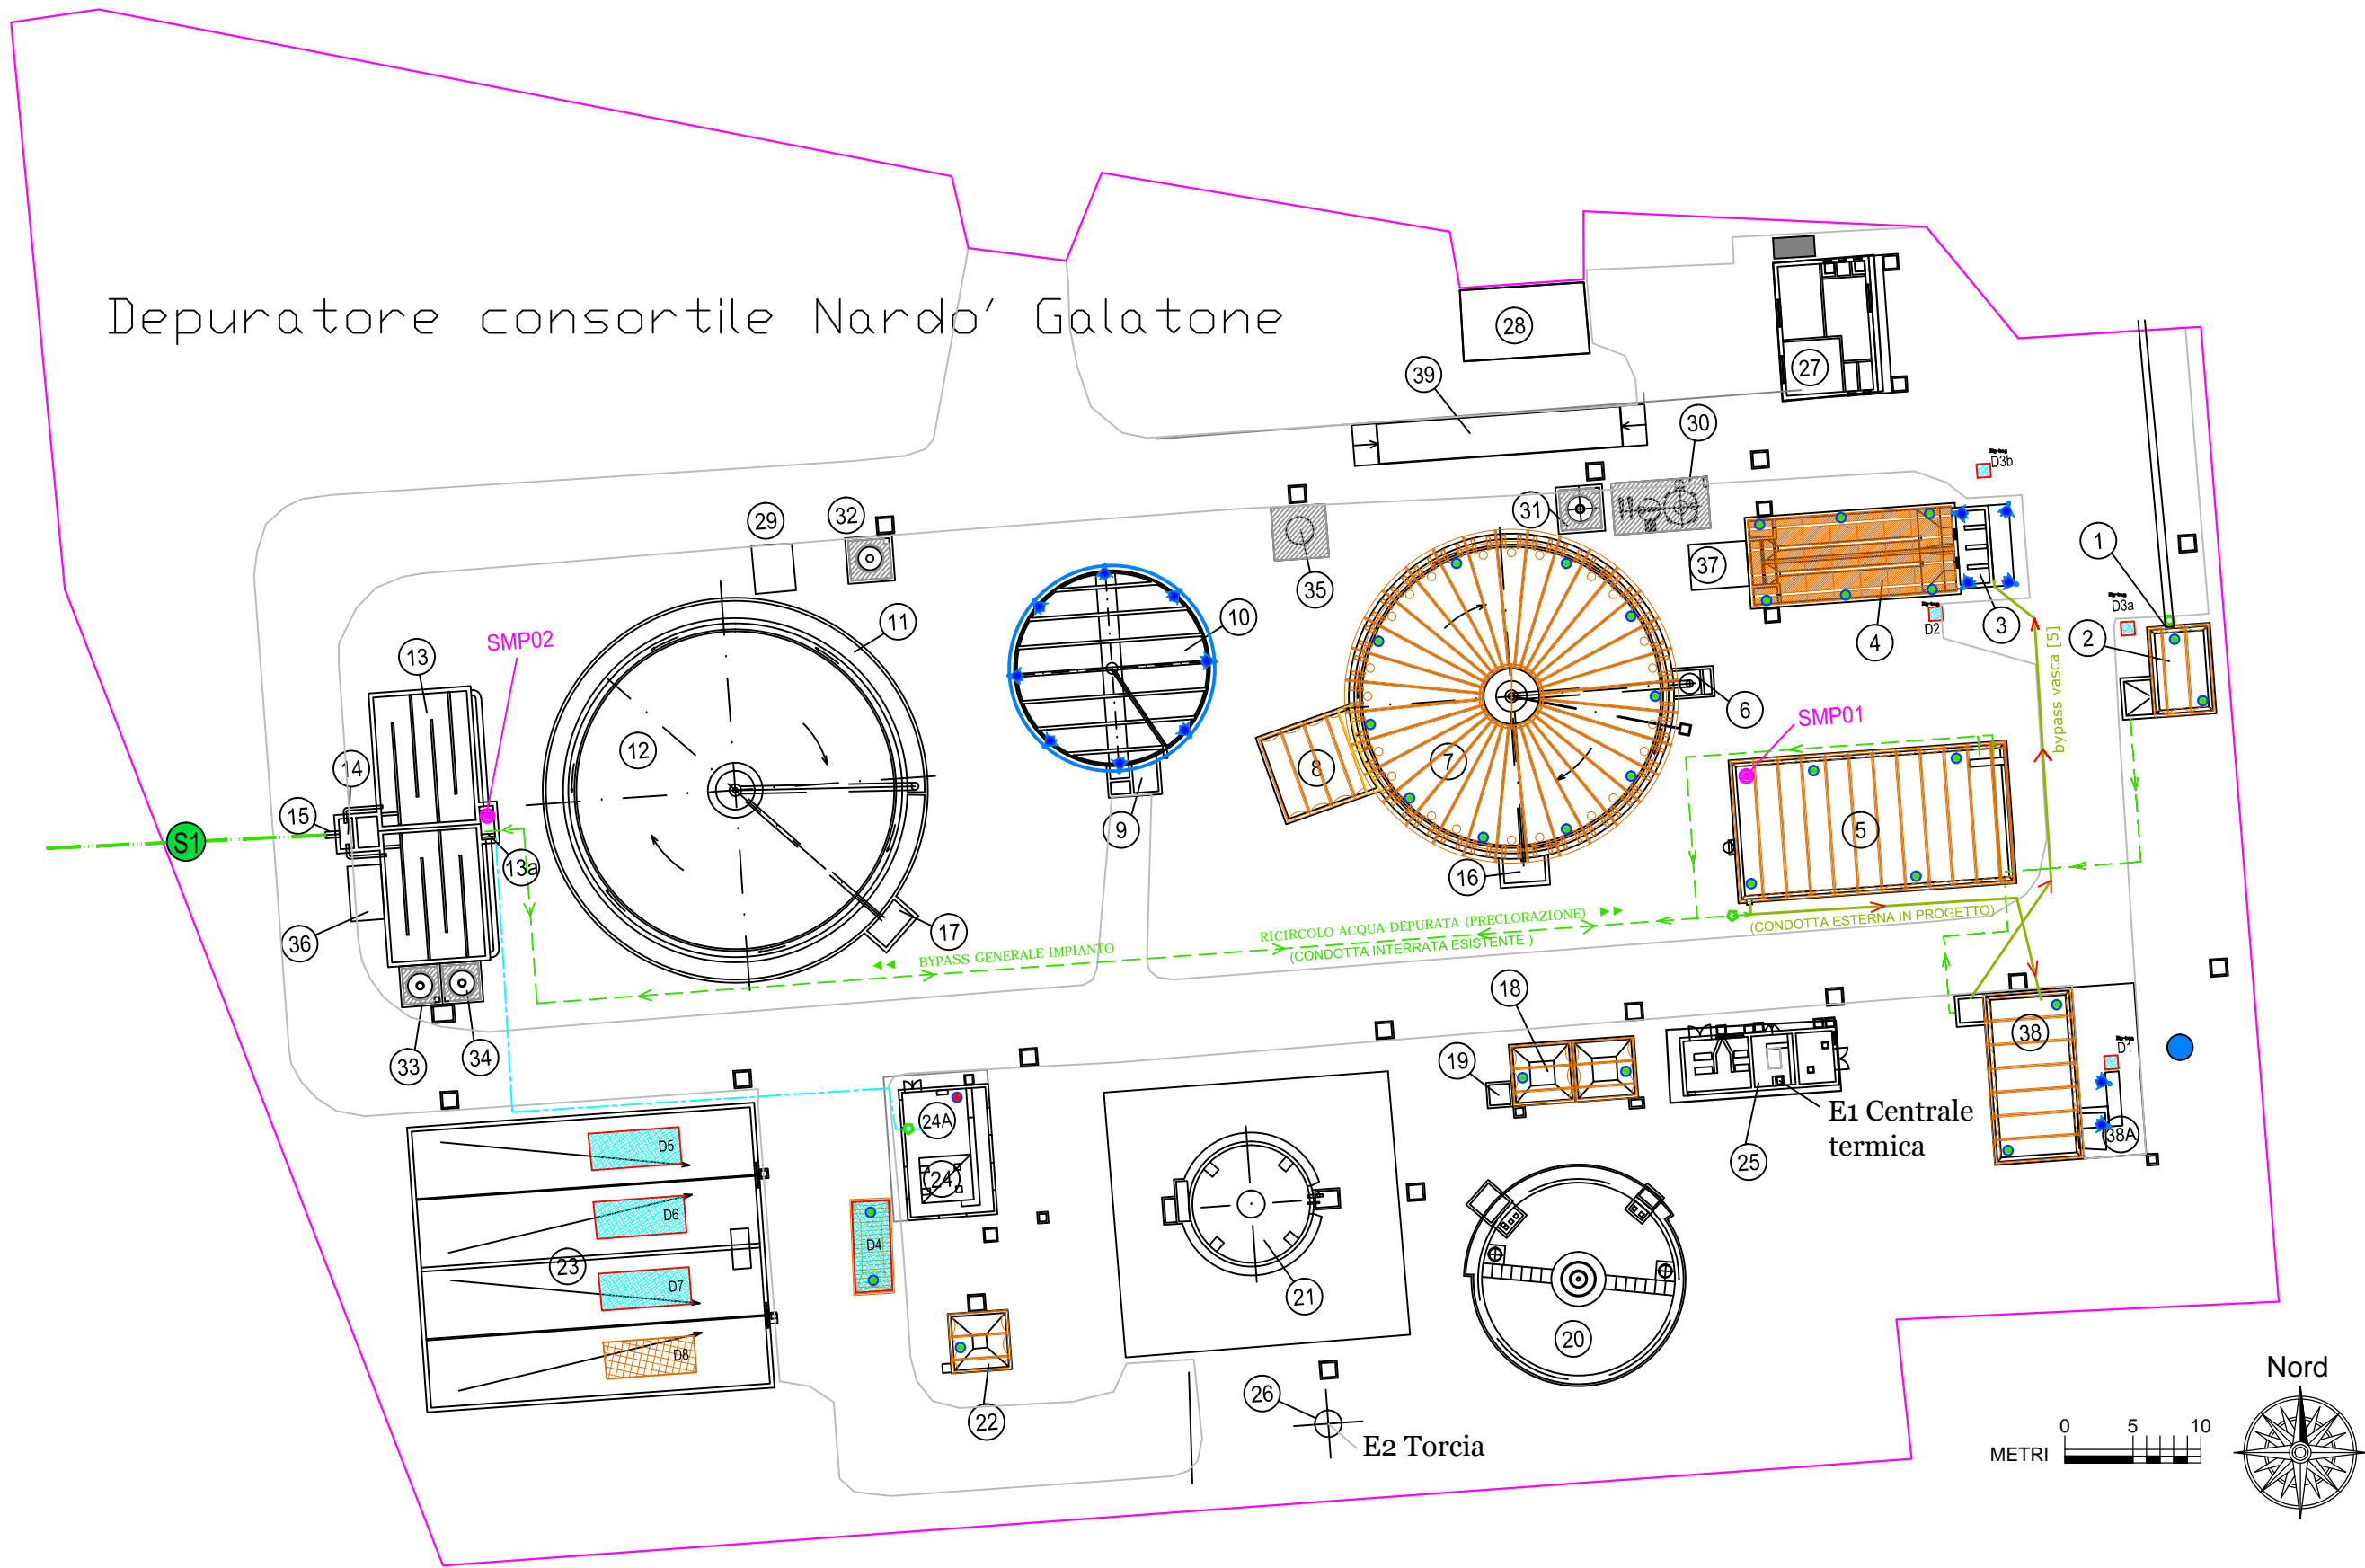 Depuratore consortile Nardo' Galatone
28
27
39
30
D3b
29
32
31
37
35
1
D3a
2
D2
3
4
11
10
13
SMP02
6
SMP01
bypass vasca [5]
12
7
8
14
5
15
S1
9
13a
16
36
17
RICIRCOLO ACQUA DEPURATA (PRECLORAZIONE)
(CONDOTTA INTERRATA ESISTENTE )
(CONDOTTA ESTERNA IN PROGETTO)
BYPASS GENERALE IMPIANTO
18
33
34
19
38
D1
24A
E1 Centrale
termica
38A
D5
25
24
D6
D4
23
D7
21
D8
20
22
26
E2 Torcia
Nord
METRI
0 5 10